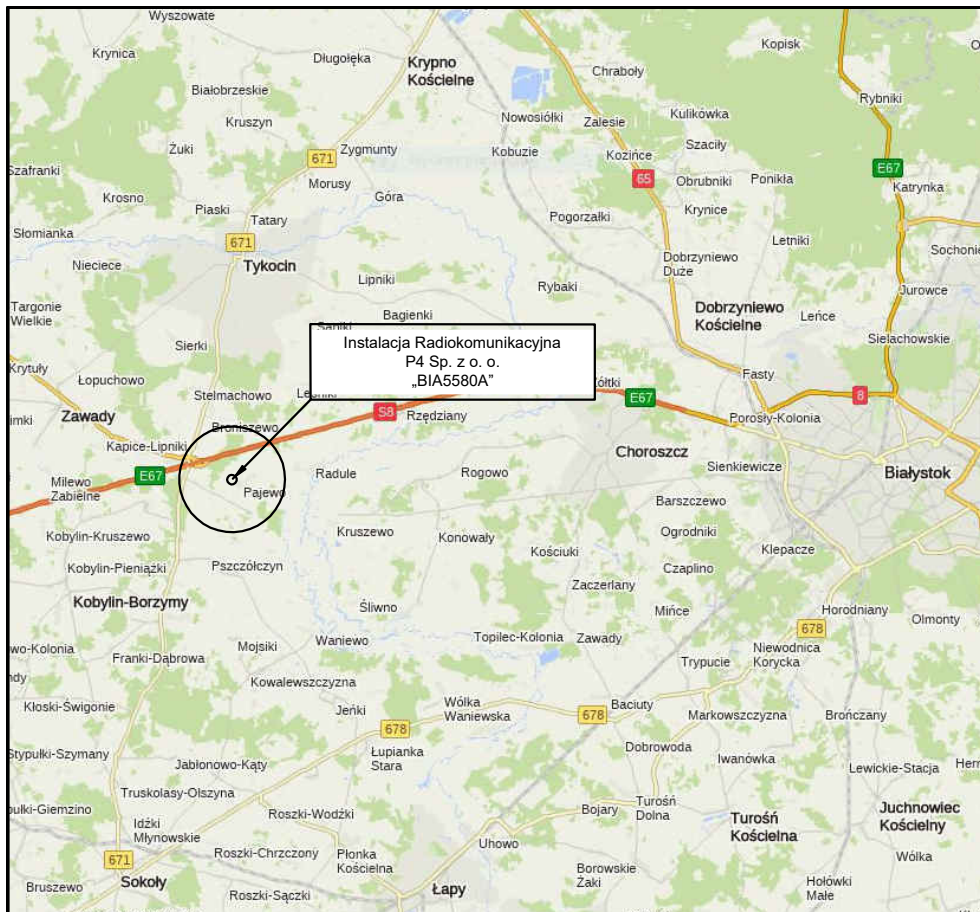 Wyszowate
Krynica
Długołęka
Krypno
Kościelne
Kopisk
Chraboły
Białobrzeskie
Rybniki
Kruszyn
Nowosiółki
Zalesie
Kulikówka
Żuki
Zygmunty
671
Kobuzie
Kozińce
Szaciły
E67
Szafranki
Morusy
65
Obrubniki
Ponikła
Katrynka
Krosno
Góra
Piaski
Tatary
Pogorzałki
Krynice
Słomianka
671
Letniki
Sochonie
Nieciece
Tykocin
Dobrzyniewo
Duże
Lipniki
Rybaki
Jurowce
Targonie
Wielkie
Bagienki
Dobrzyniewo
Kościelne
Leńce
Saniki
Sierki
Instalacja Radiokomunikacyjna
P4 Sp. z o. o.
„BIA5580A”
Sielachowskie
Krytuły
Łopuchowo
Fasty
Stelmachowo
E67
8
Zawady
S8
Rzędziany
Porosły-Kolonia
Broniszewo
Kapice-Lipniki
Choroszcz
E67
Radule
Rogowo
Sienkiewicze
Białystok
Milewo
Zabielne
Pajewo
Barszczewo
Kobylin-Kruszewo
Kruszewo
Konowały
Ogrodniki
Kościuki
Klepacze
Kobylin-Pieniążki
Pszczółczyn
Czaplino
Zaczerlany
Kobylin-Borzymy
Śliwno
Mińce
Horodniany
Olmonty
678
Mojsiki
Waniewo
Topilec-Kolonia
Zawady
wo-Kolonia
Franki-Dąbrowa
Trypucie
Niewodnica
Korycka
Kowalewszczyzna
Kłoski-Świgonie
Jeńki
Wólka
Waniewska
678
Baciuty
Markowszczyzna
Brończany
678
Stypułki-Szymany
Łupianka
Stara
Dobrowoda
Jabłonowo-Kąty
Iwanówka
Lewickie-Stacja
Truskolasy-Olszyna
Roszki-Wodźki
Bojary
Turośń
Dolna
Turośń
Kościelna
Juchnowiec
Kościelny
Idźki
Młynowskie
Uhowo
671
Roszki-Chrzczony
Płonka
Kościelna
Wólka
Borowskie
Żaki
Sokoły
Bruszewo
Roszki-Sączki
Łapy
Hołówki
Małe